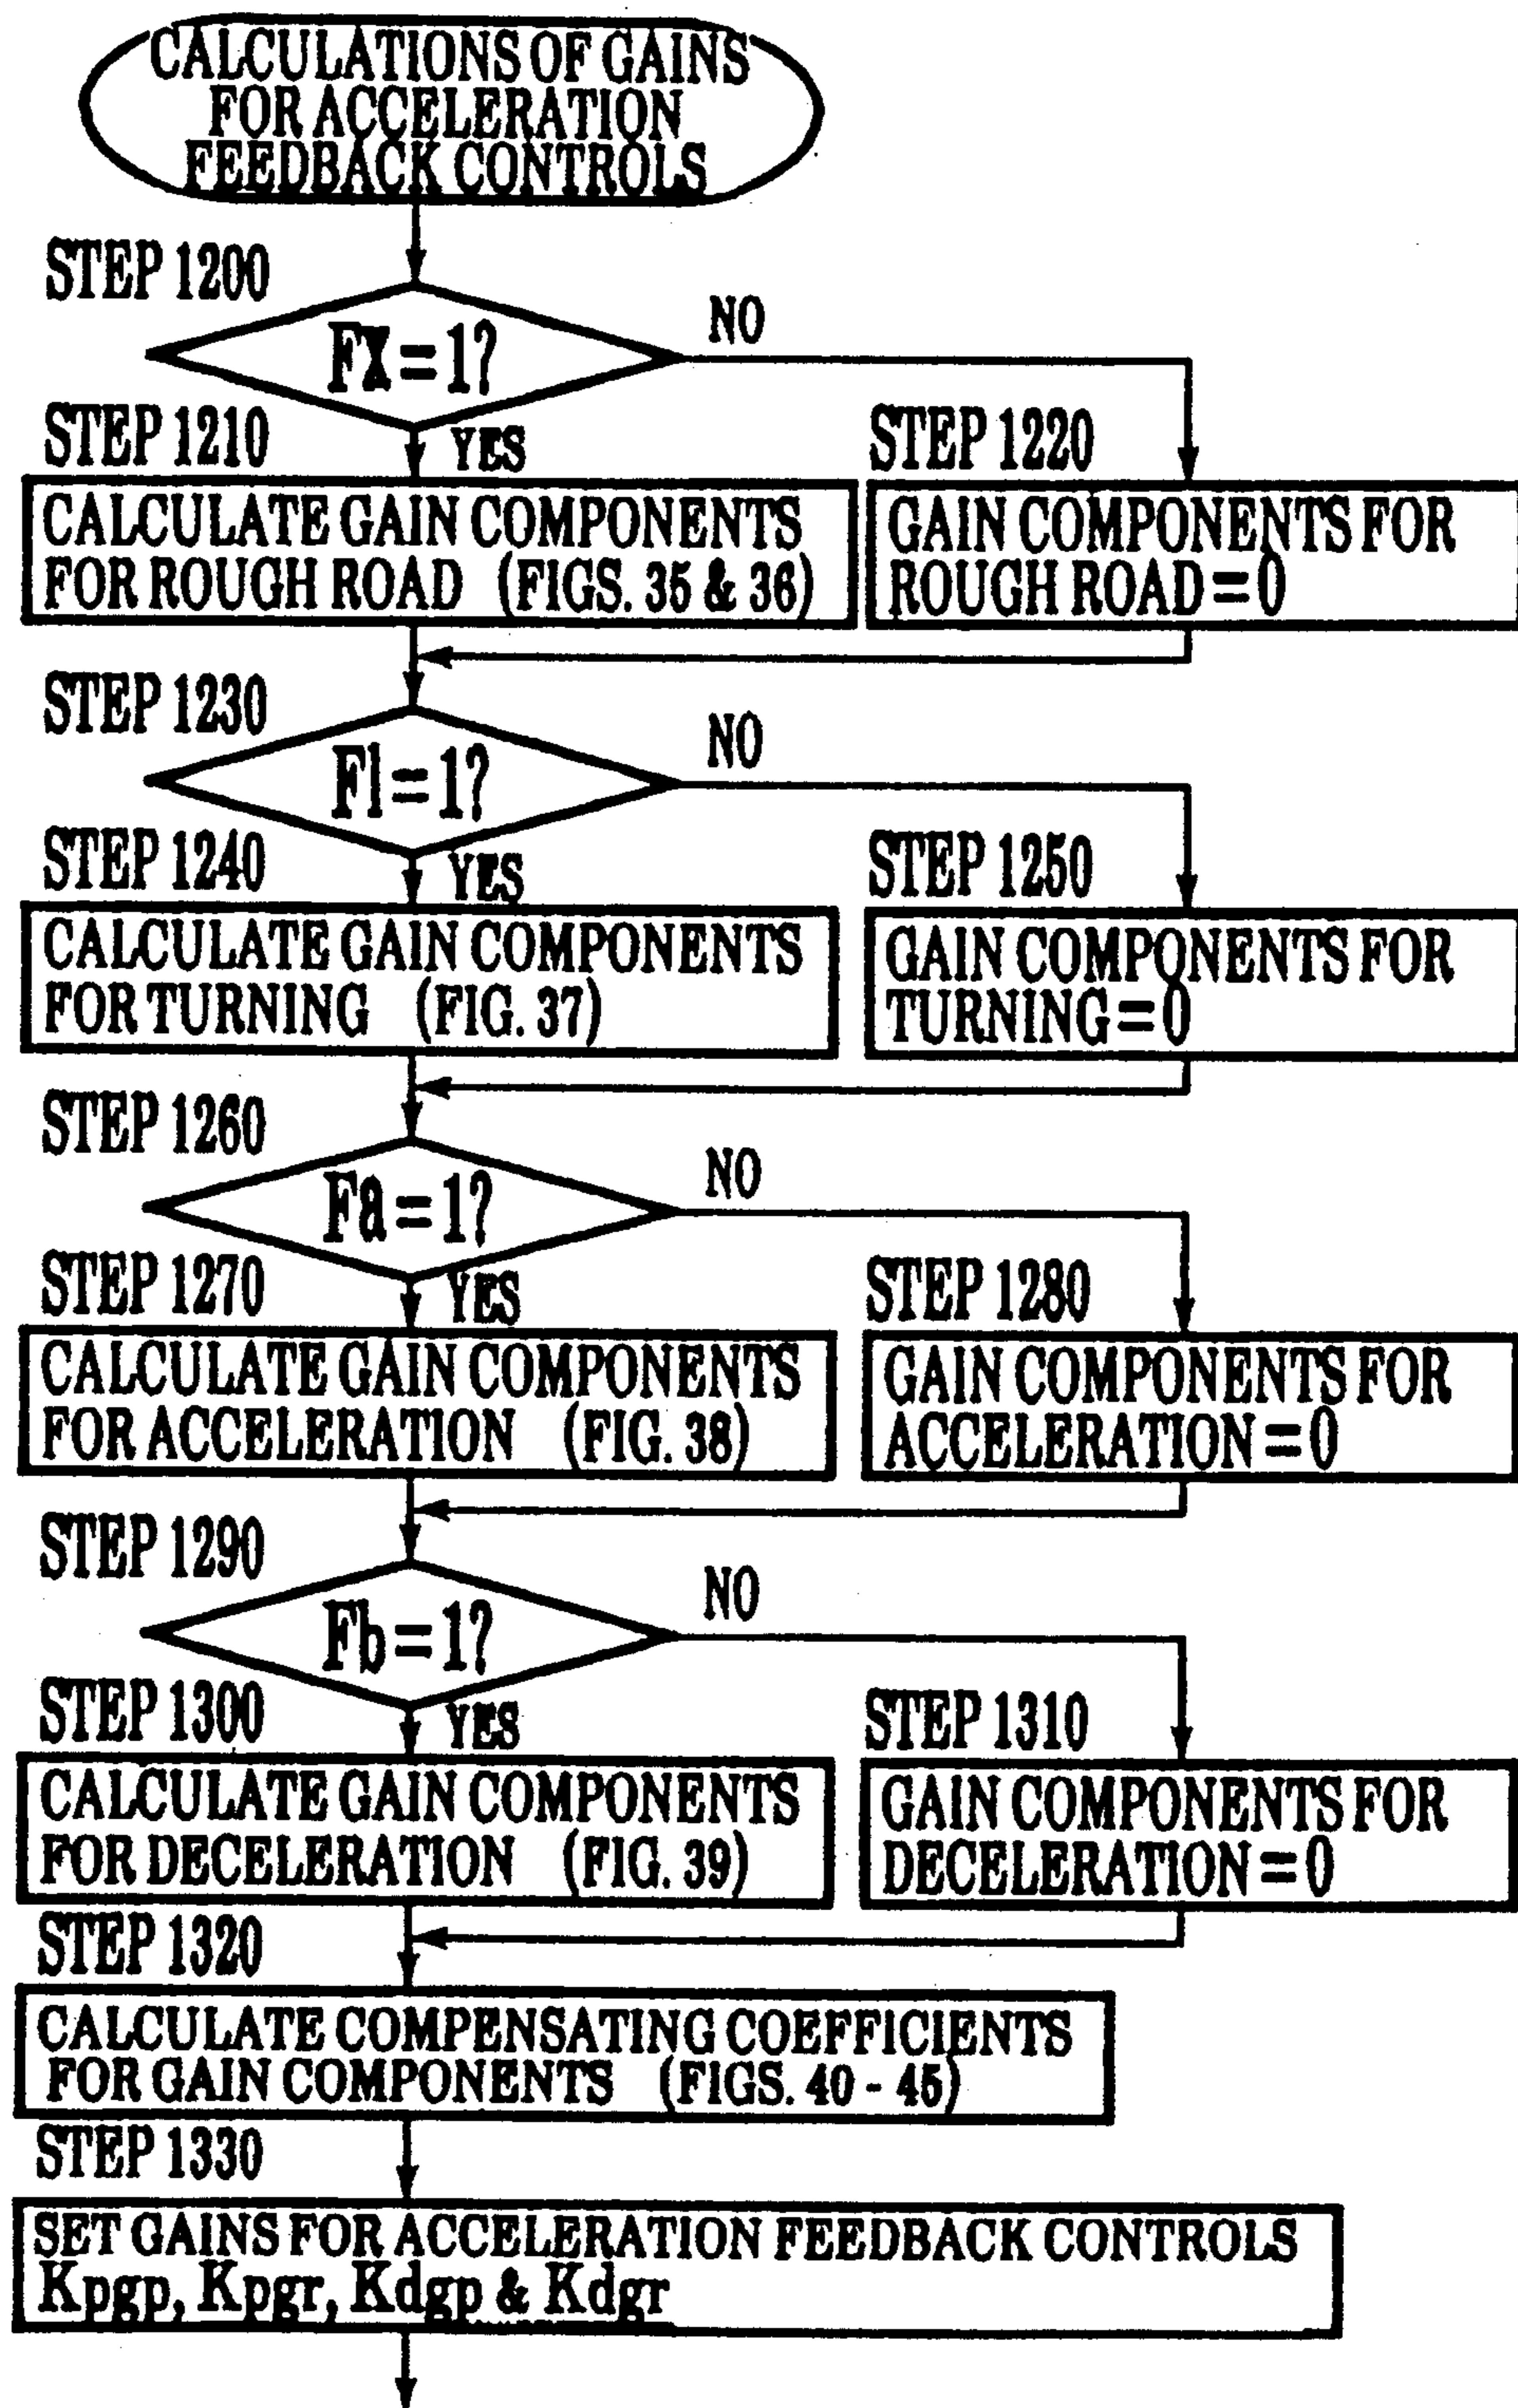 CALCULATIONS OF GAINS
FOR ACCELERATION
FEEDBACK CONTROLS
STEP 1200
FX = 1?
NO
STEP 1210
YES
STEP 1220
CALCULATE GAIN COMPONENTS
FOR ROUGH ROAD (FIGS. 35 & 36)
GAIN COMPONENTS FOR
ROUGH ROAD = 0
STEP 1230
Fl = 1?
NO
STEP 1240
YES
STEP 1250
CALCULATE GAIN COMPONENTS
FOR TURNING (FIG. 37)
GAIN COMPONENTS FOR
TURNING = 0
STEP 1260
Fa = 1?
NO
STEP 1270
YES
STEP 1280
CALCULATE GAIN COMPONENTS
FOR ACCELERATION (FIG. 38)
GAIN COMPONENTS FOR
ACCELERATION = 0
STEP 1290
Fb = 1?
NO
STEP 1300
YES
STEP 1310
CALCULATE GAIN COMPONENTS
FOR DECELERATION (FIG. 39)
GAIN COMPONENTS FOR
DECELERATION = 0
STEP 1320
CALCULATE COMPENSATING COEFFICIENTS
FOR GAIN COMPONENTS (FIGS. 40 - 45)
STEP 1330
SET GAINS FOR ACCELERATION FEEDBACK CONTROLS
Kpgp, Kpgr, Kdgp & Kdgr